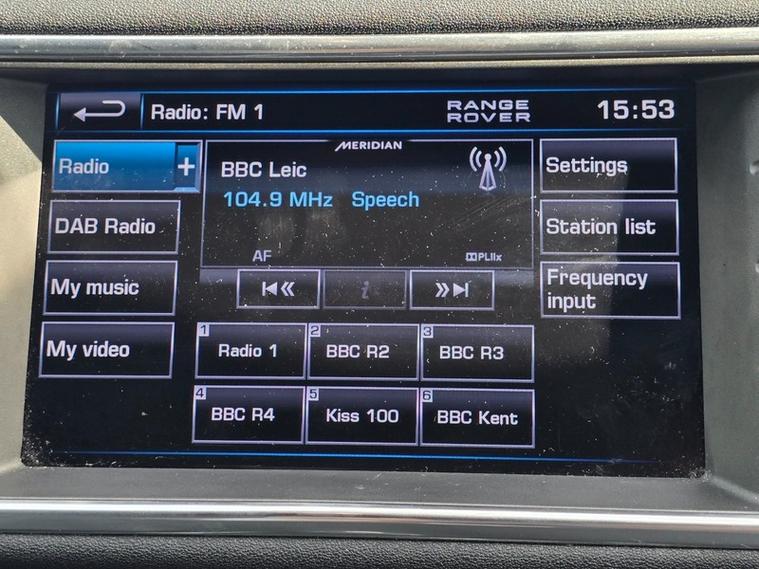 Radio: FM 1
RANGE
ROVER
15:53
Radio +
MERIDIAN
BBC Leic
104.9 MHz Speech
AF
PLIIx
Settings
DAB Radio
Station list
My music
i
Frequency
input
My video
1 Radio 1
2 BBC R2
3 BBC R3
4 BBC R4
5 Kiss 100
6 BBC Kent